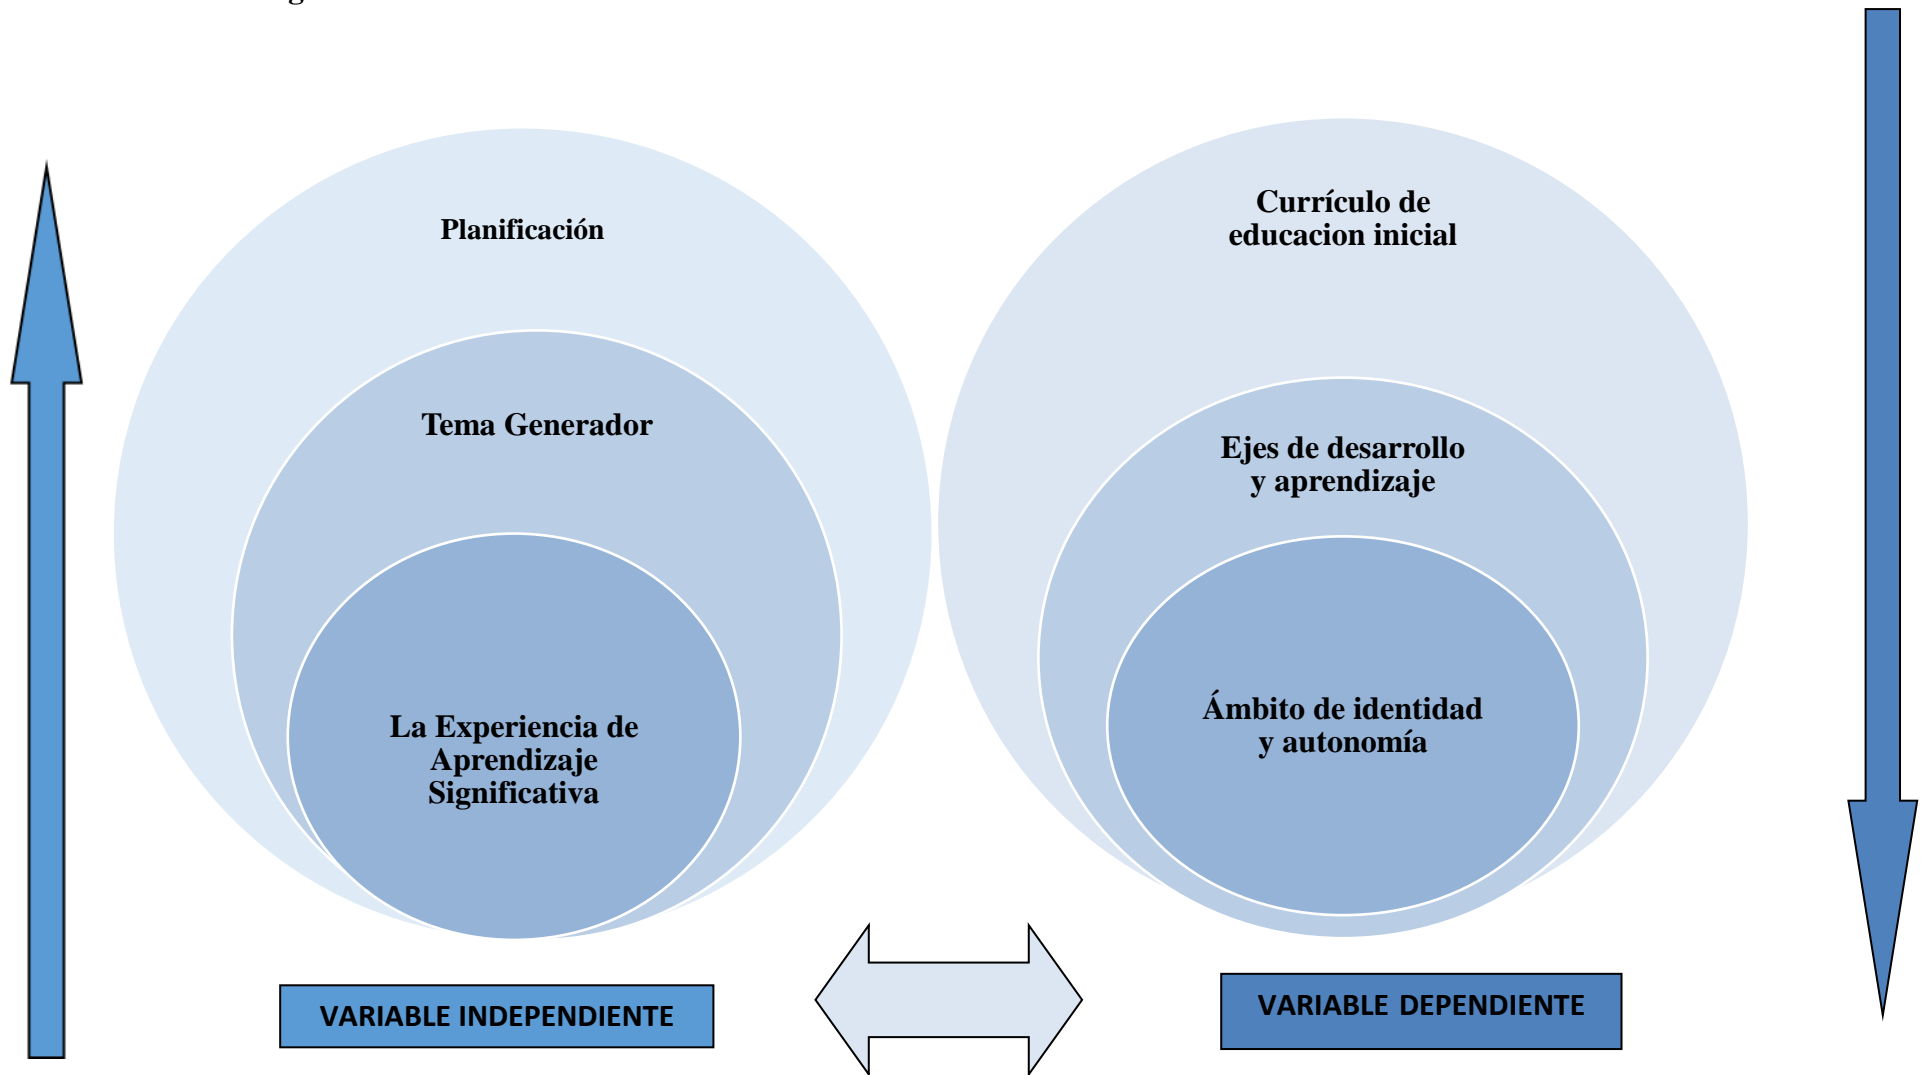 Planificación
Tema Generador
La Experiencia de
Aprendizaje
Significativa
VARIABLE INDEPENDIENTE
Currículo de
educacion inicial
Ejes de desarrollo
y aprendizaje
Ámbito de identidad
y autonomía
VARIABLE DEPENDIENTE